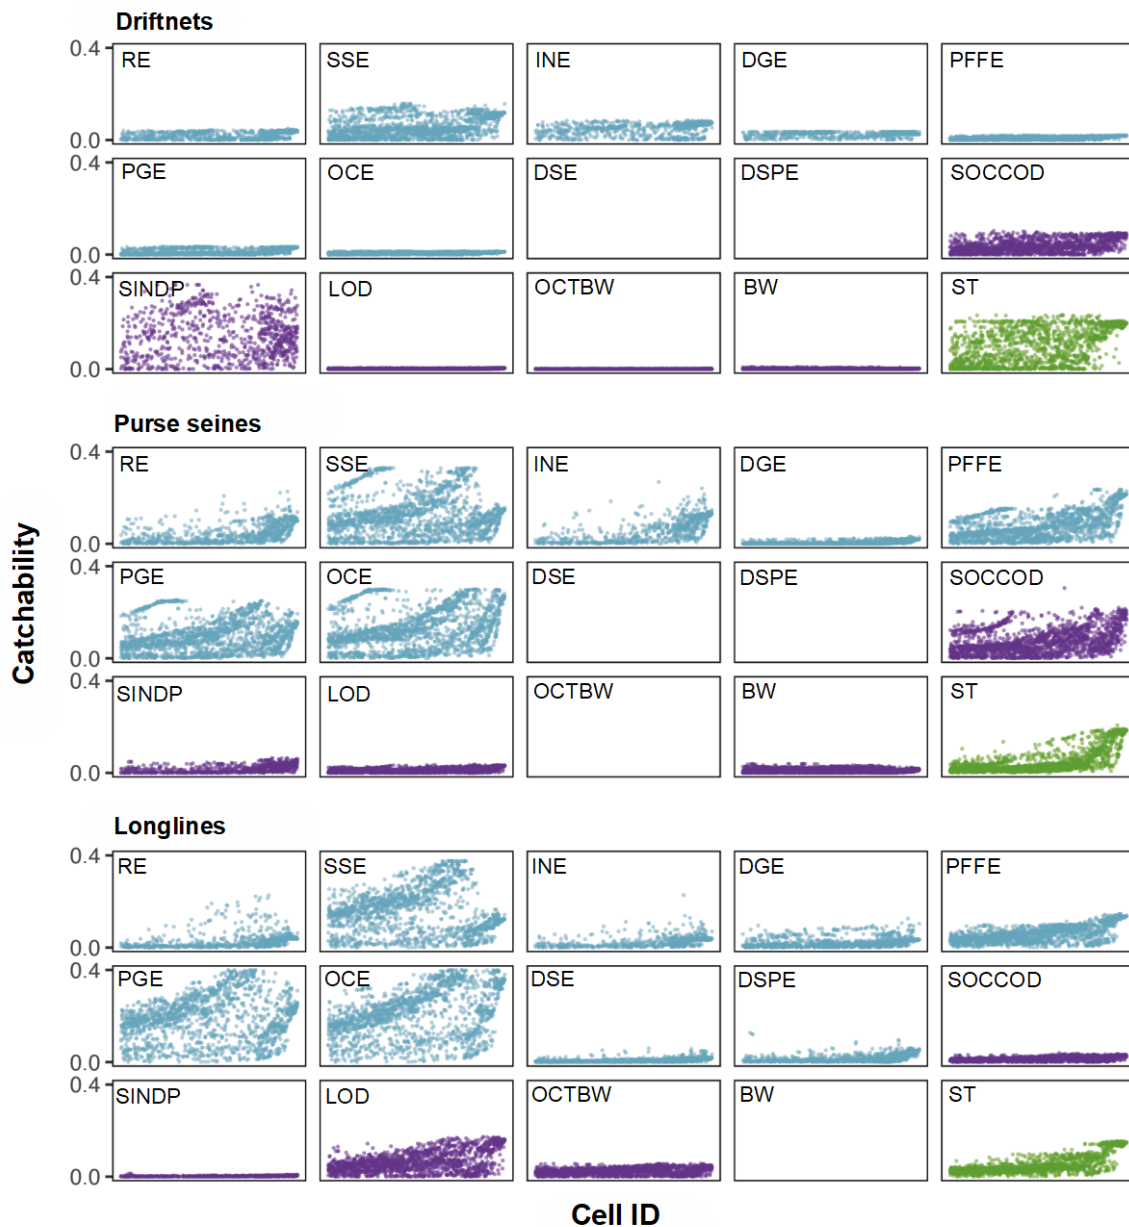 Driftnets
0.4
RE SSE INE DGE PFFE
0.0
0.4
PGE OCE DSE DSPE SOCCOD
0.0
0.4
SINDP LOD OCTBW BW ST
0.0
Purse seines
0.4
RE SSE INE DGE PFFE
0.0
0.4
PGE OCE DSE DSPE SOCCOD
0.0
0.4
SINDP LOD OCTBW BW ST
0.0
Catchability
Longlines
0.4
RE SSE INE DGE PFFE
0.0
0.4
PGE OCE DSE DSPE SOCCOD
0.0
0.4
SINDP LOD OCTBW BW ST
0.0
Cell ID